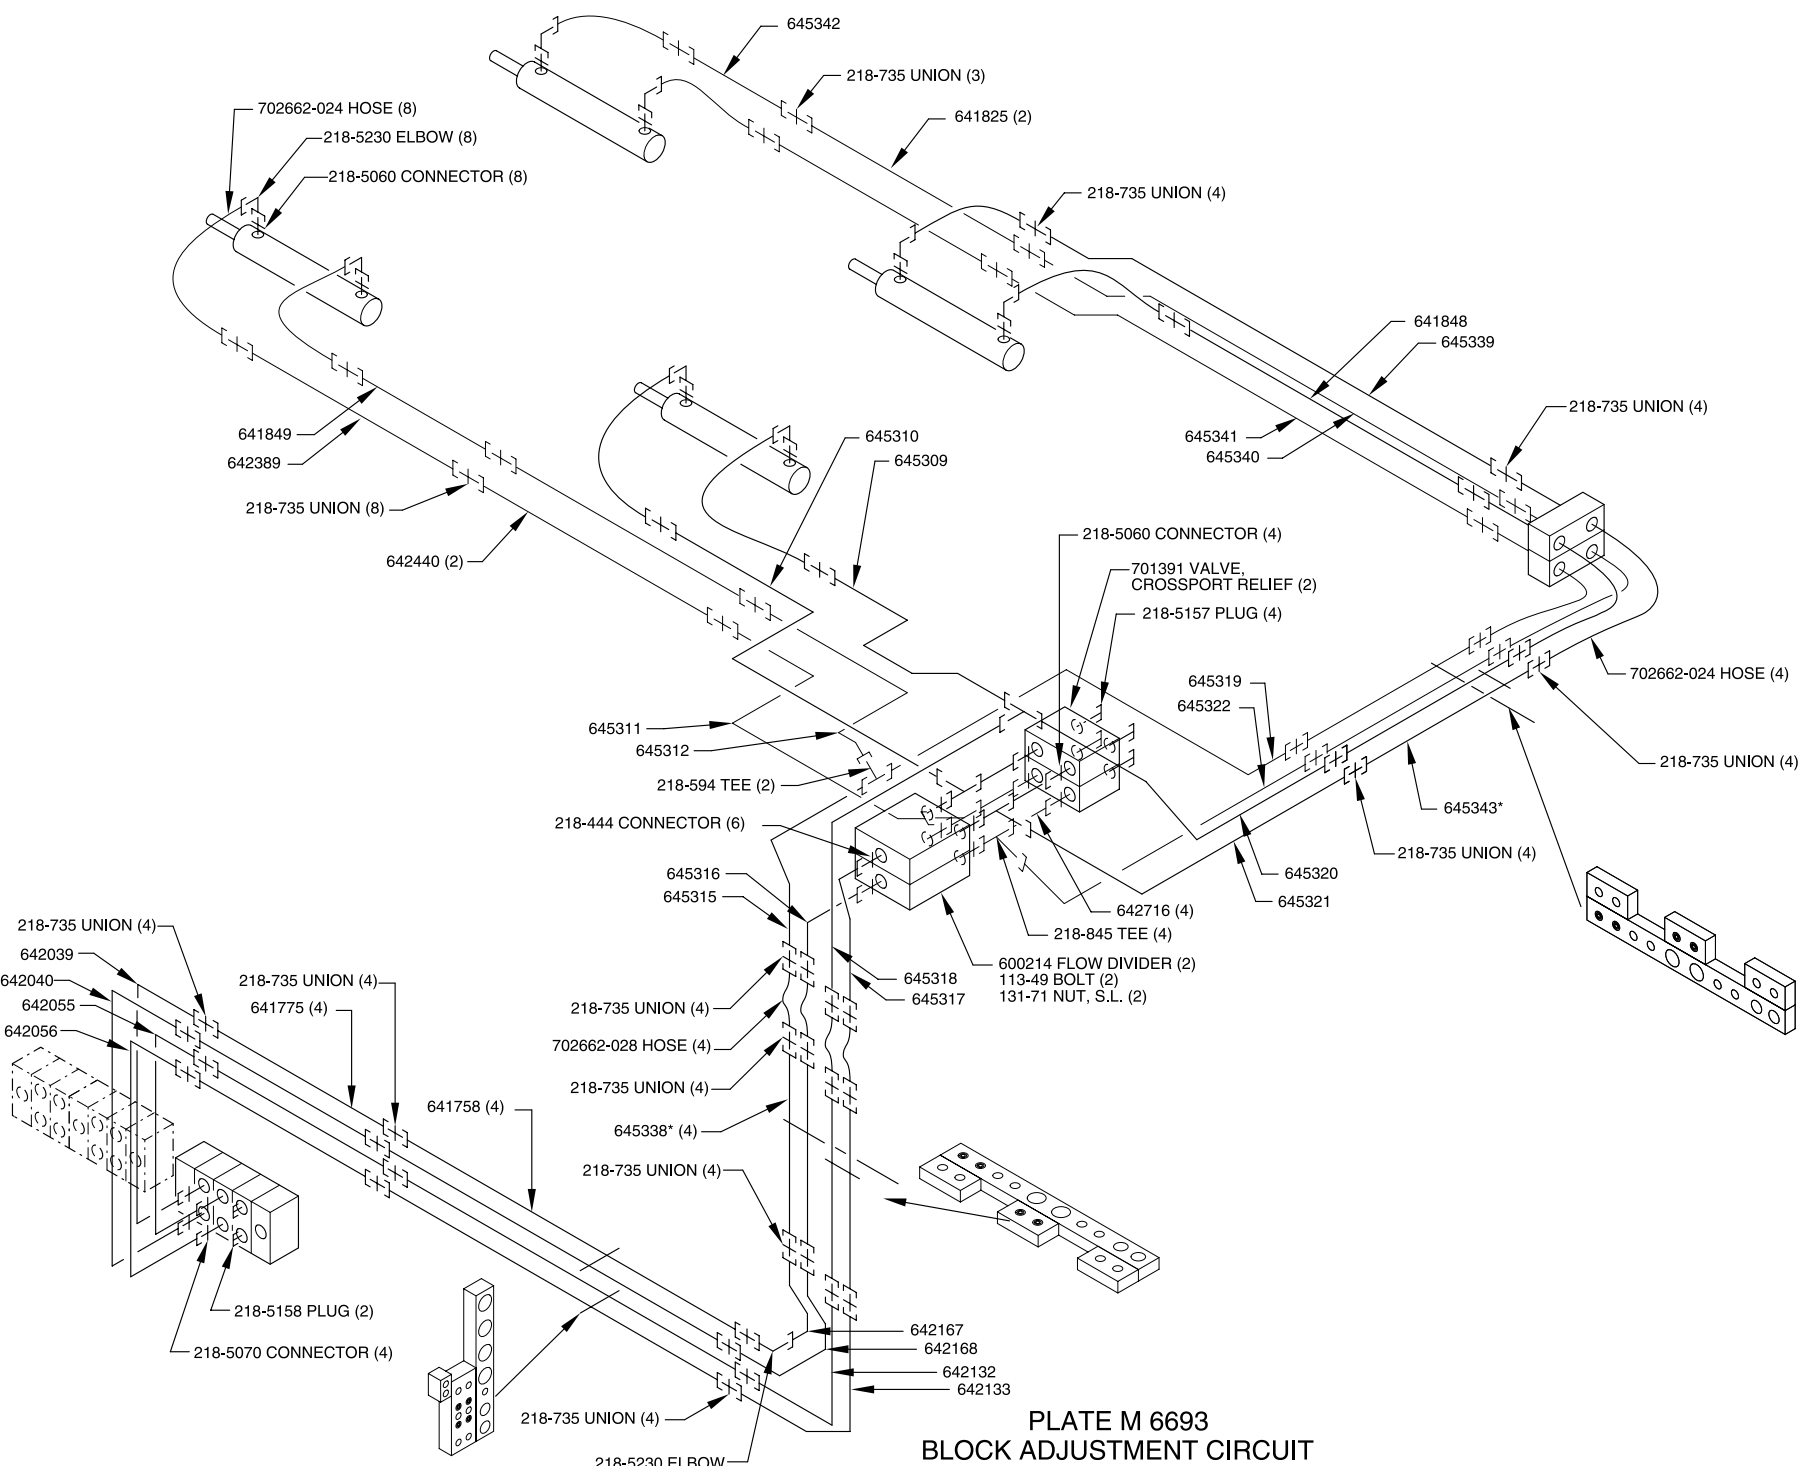 645342
218-735 UNION (3)
702662-024 HOSE (8)
641825 (2)
218-5230 ELBOW (8)
218-5060 CONNECTOR (8)
218-735 UNION (4)
641848
645339
218-735 UNION (4)
641849
645310
645341
642389
645309
645340
218-735 UNION (8)
218-5060 CONNECTOR (4)
642440 (2)
701391 VALVE,
CROSSPORT RELIEF (2)
218-5157 PLUG (4)
645319
702662-024 HOSE (4)
645322
645311
645312
218-735 UNION (4)
218-594 TEE (2)
645343*
218-444 CONNECTOR (6)
218-735 UNION (4)
645316
645320
645315
645321
642716 (4)
218-735 UNION (4)
218-845 TEE (4)
642039
600214 FLOW DIVIDER (2)
113-49 BOLT (2)
131-71 NUT, S.L. (2)
642040
218-735 UNION (4)
645318
642055
641775 (4)
218-735 UNION (4)
645317
642056
702662-028 HOSE (4)
218-735 UNION (4)
641758 (4)
645338* (4)
218-735 UNION (4)
218-5158 PLUG (2)
642167
218-5070 CONNECTOR (4)
642168
642132
642133
218-735 UNION (4)
PLATE M 6693
BLOCK ADJUSTMENT CIRCUIT
218-5230 ELBOW